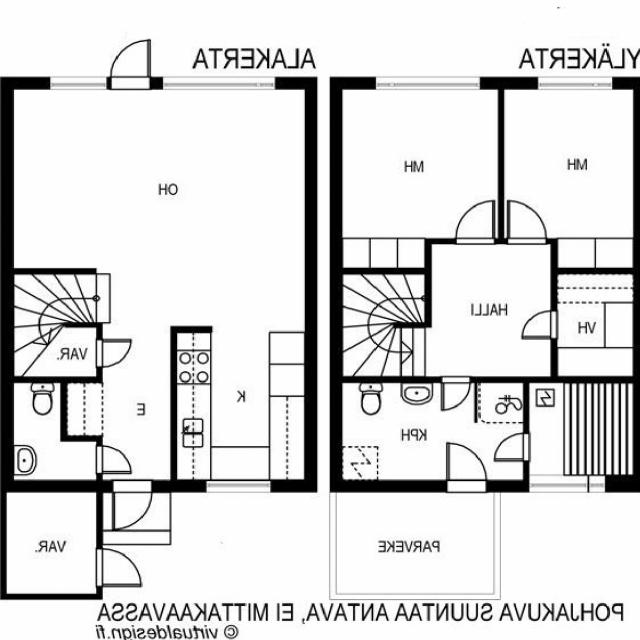 ALAKERTA
YLÄKERTA
OH
MH
MH
HALLI
VH
VAR.
E
K
KPH
VAR.
PARVEKE
POHJAKUVA SUUNTAA ANTAVA, EI MITTAKAAVASSA
© virtualdesign.fi